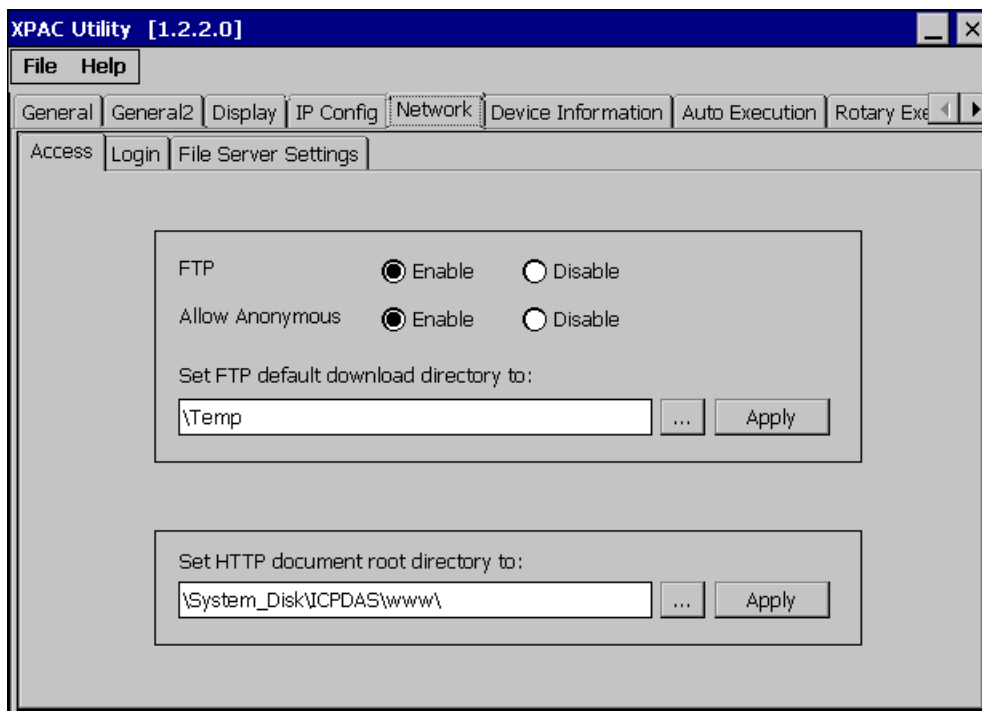 XPAC Utility [1.2.2.0]
File Help
General General2 Display IP Config Network Device Information Auto Execution Rotary Exe
Access Login File Server Settings
FTP Enable Disable
Allow Anonymous Enable Disable
Set FTP default download directory to:
\Temp ... Apply
Set HTTP document root directory to:
\System_Disk\ICPDAS\www\ ... Apply